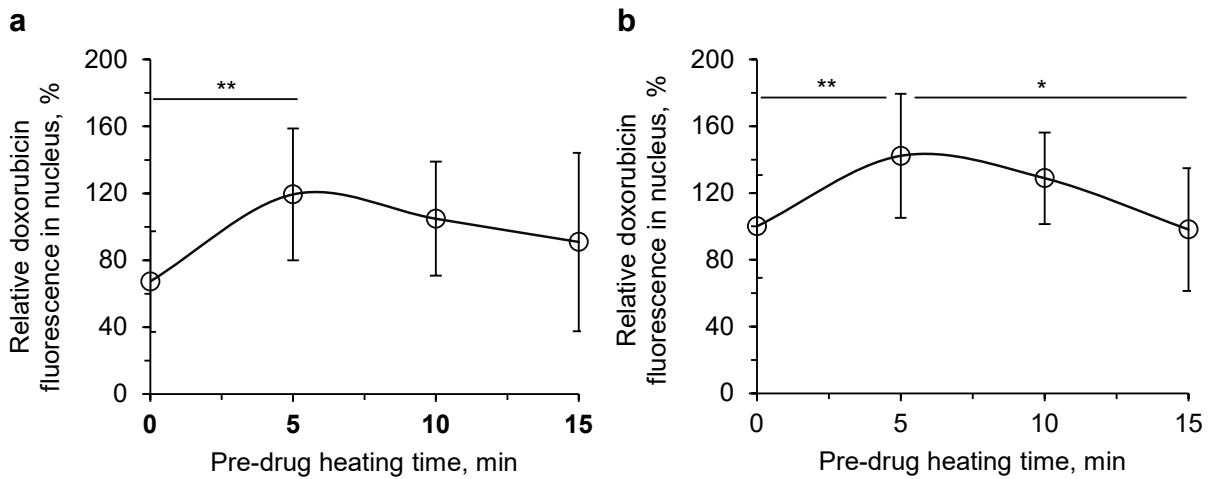 a
Relative doxorubicin
fluorescence in nucleus, %
200
160
120
80
40
0
**
0 5 10 15
Pre-drug heating time, min
b
Relative doxorubicin
fluorescence in nucleus, %
200
160
120
80
40
0
** *
0 5 10 15
Pre-drug heating time, min